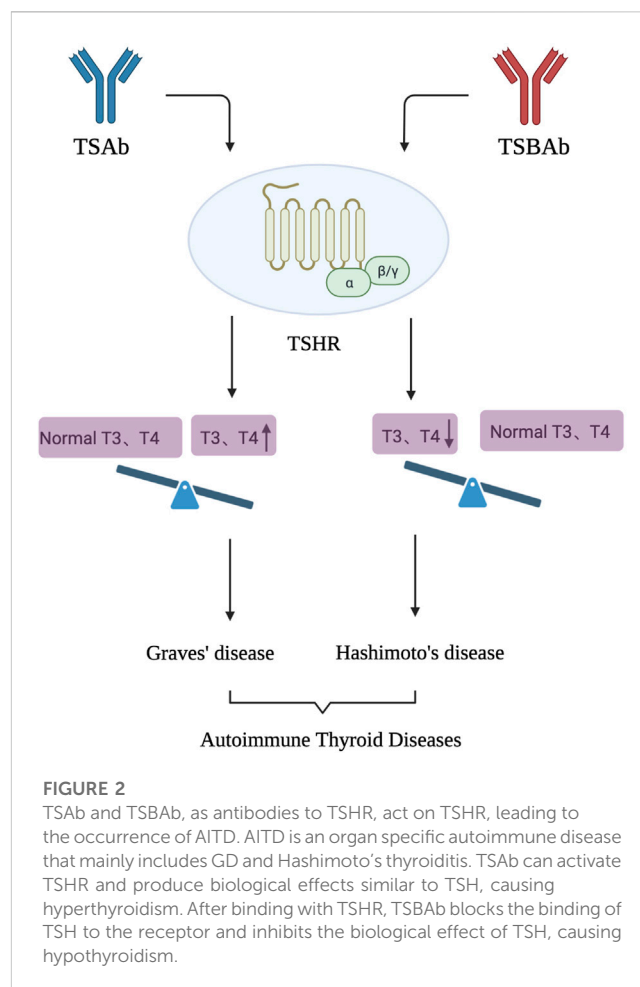 TSAb
TSBAb
α
β/γ
TSHR
Normal T3、T4
T3、T4↑
T3、T4↓
Normal T3、T4
Graves' disease
Hashimoto's disease
Autoimmune Thyroid Diseases
FIGURE 2
TSAb and TSBAb, as antibodies to TSHR, act on TSHR, leading to
the occurrence of AITD. AITD is an organ specific autoimmune disease
that mainly includes GD and Hashimoto's thyroiditis. TSAb can activate
TSHR and produce biological effects similar to TSH, causing
hyperthyroidism. After binding with TSHR, TSBAb blocks the binding of
TSH to the receptor and inhibits the biological effect of TSH, causing
hypothyroidism.